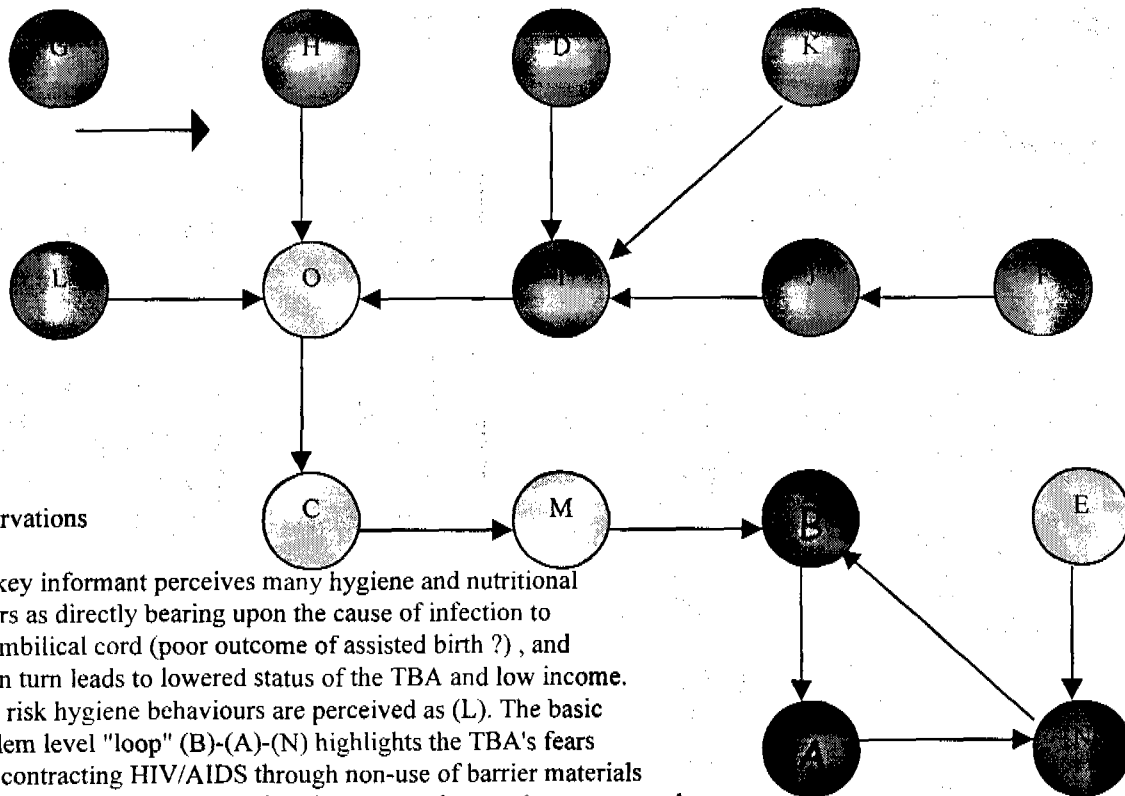 G H D K
L O I J F
C M B E
rvations
key informant perceives many hygiene and nutritional
rs as directly bearing upon the cause of infection to
mbilical cord (poor outcome of assisted birth ?) , and
n turn leads to lowered status of the TBA and low income.
risk hygiene behaviours are perceived as (L). The basic
lem level "loop" (B)-(A)-(N) highlights the TBA's fears
contracting HIV/AIDS through non-use of barrier materials
A N